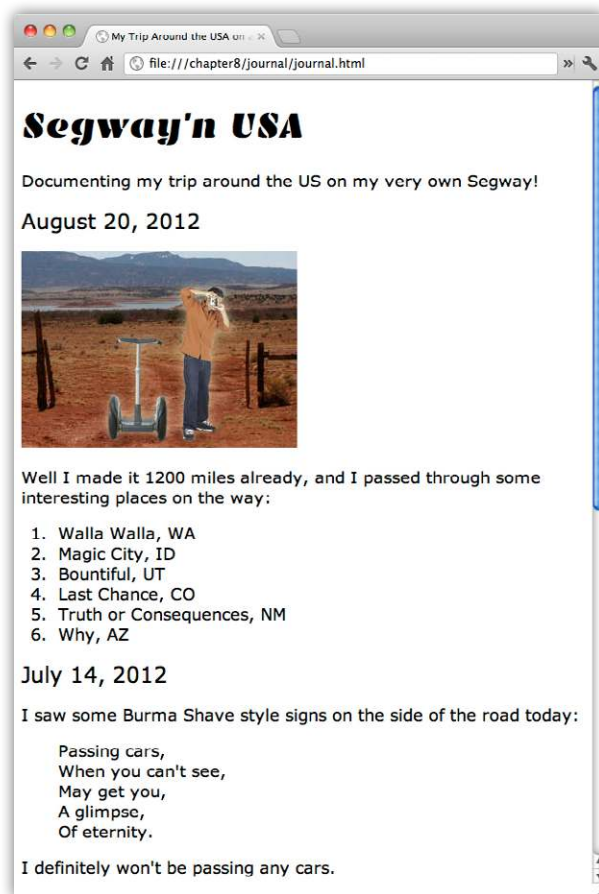 My Trip Around the USA on a
file:///chapter8/journal/journal.html
Segway'n USA
Documenting my trip around the US on my very own Segway!
August 20, 2012
Well I made it 1200 miles already, and I passed through some
interesting places on the way:
1. Walla Walla, WA
2. Magic City, ID
3. Bountiful, UT
4. Last Chance, CO
5. Truth or Consequences, NM
6. Why, AZ
July 14, 2012
I saw some Burma Shave style signs on the side of the road today:
Passing cars,
When you can't see,
May get you,
A glimpse,
Of eternity.
I definitely won't be passing any cars.